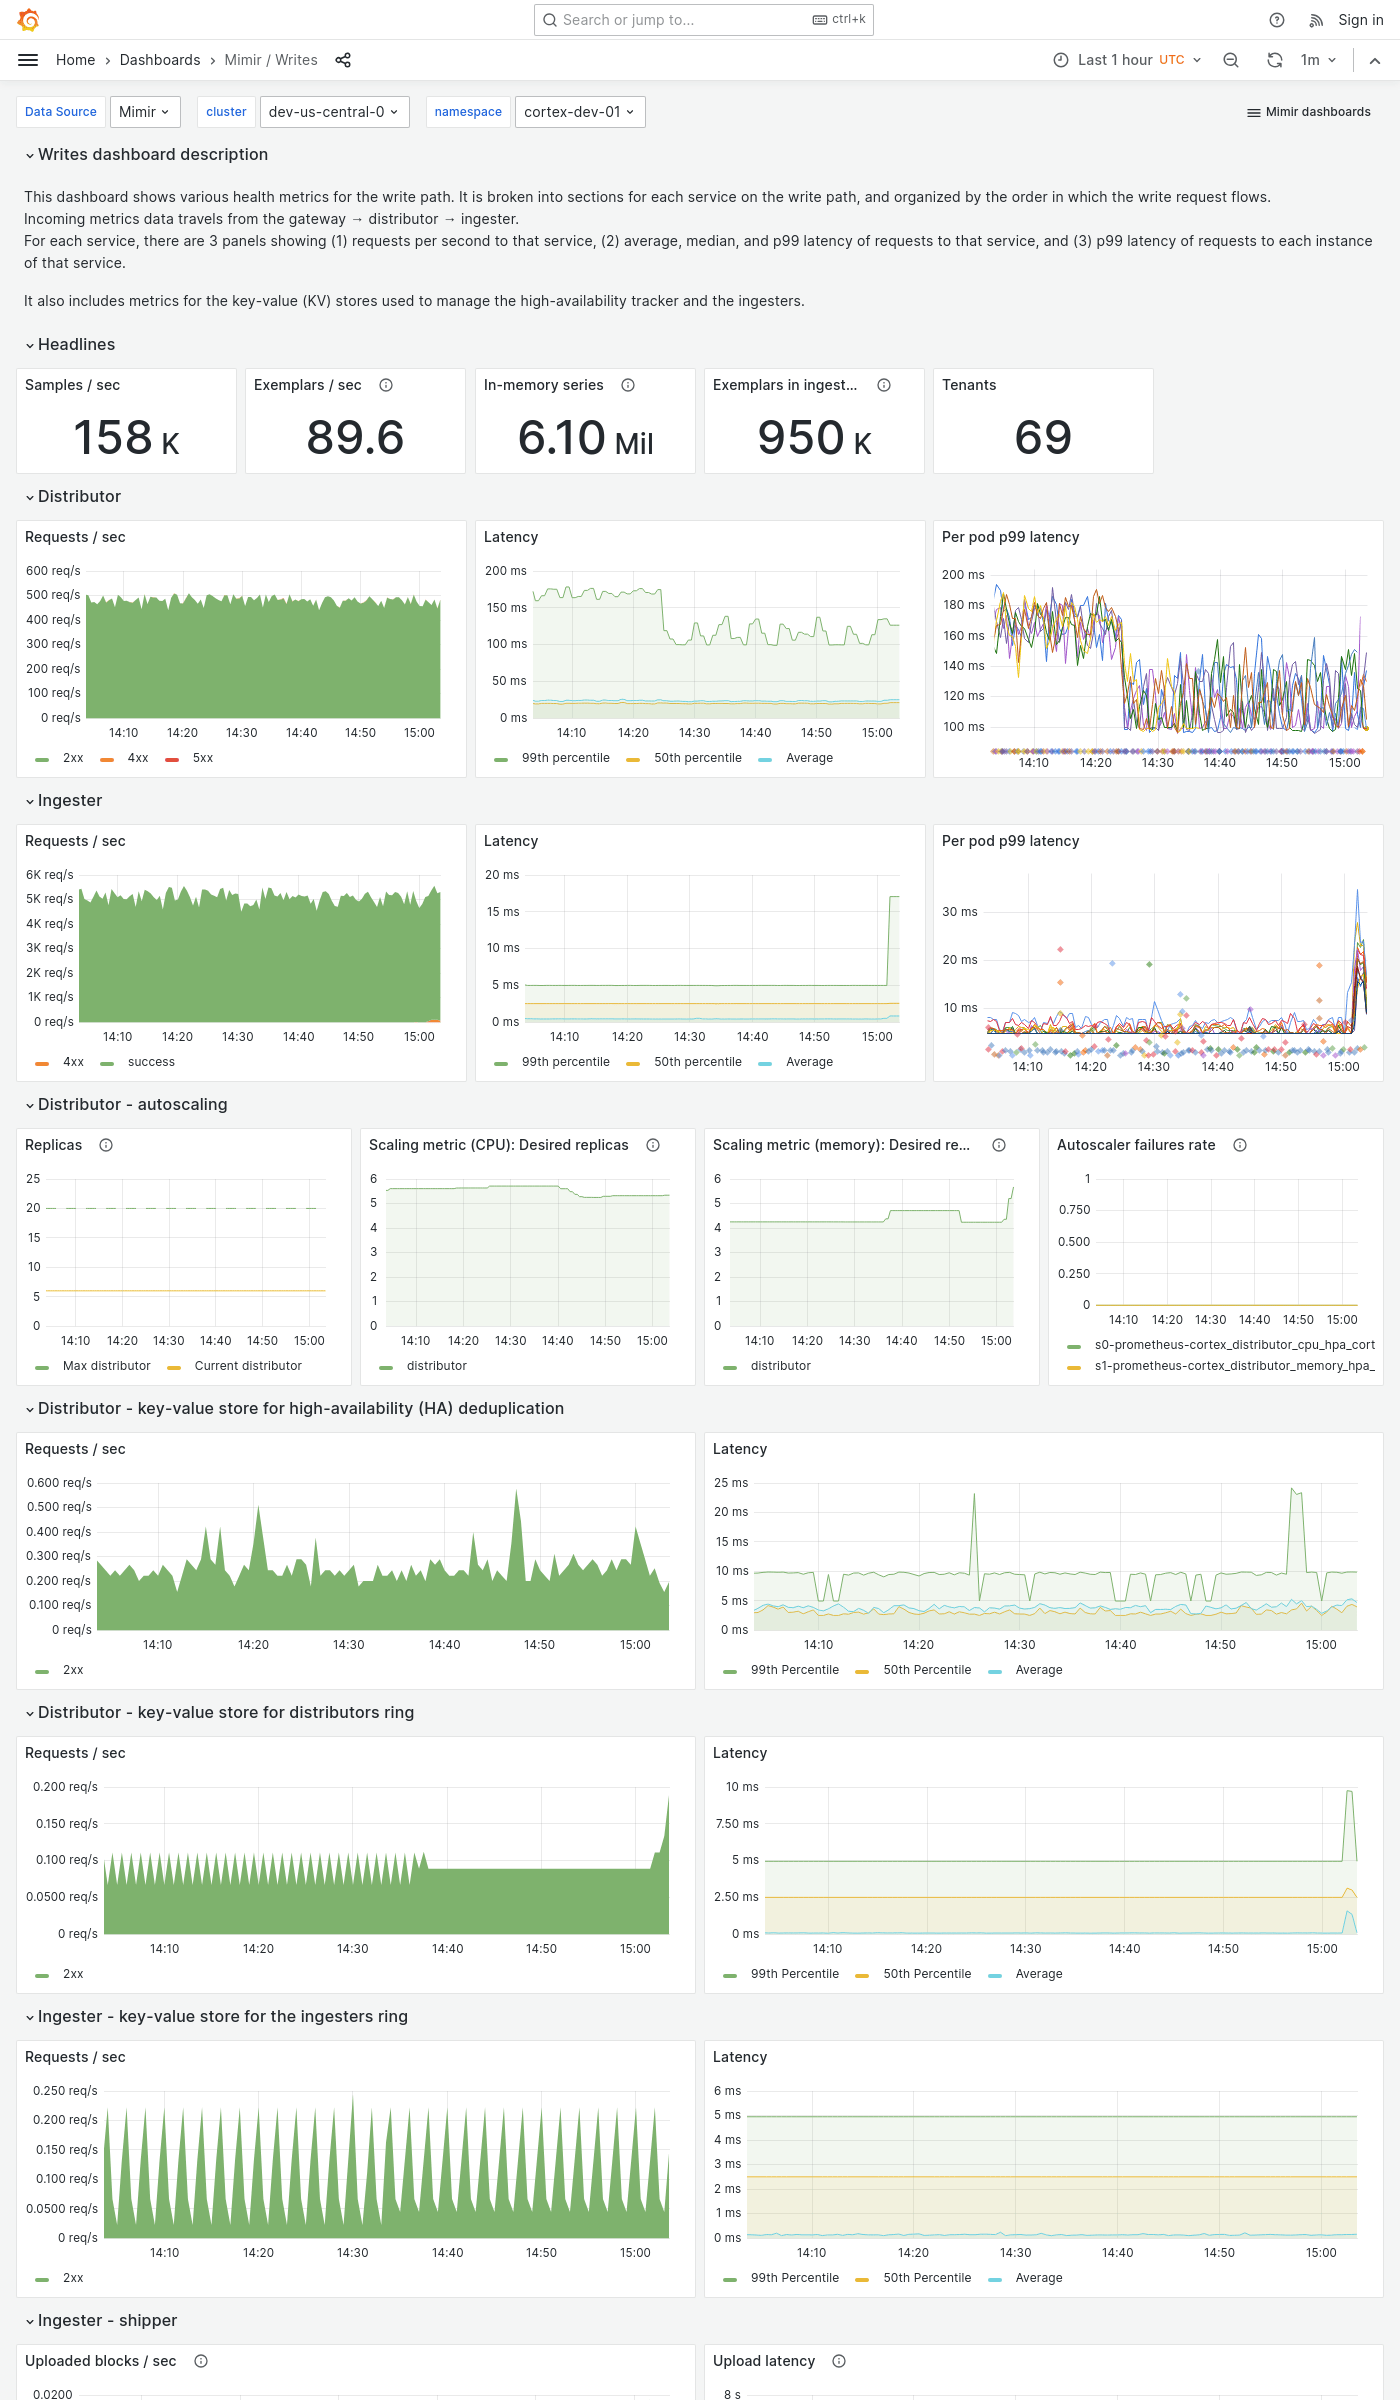 Search or jump to...
ctrl+k
Sign in
Home › Dashboards › Mimir / Writes
Last 1 hour UTC
1m
Data Source Mimir
cluster dev-us-central-0
namespace cortex-dev-01
Mimir dashboards
Writes dashboard description
This dashboard shows various health metrics for the write path. It is broken into sections for each service on the write path, and organized by the order in which the write request flows.
Incoming metrics data travels from the gateway → distributor → ingester.
For each service, there are 3 panels showing (1) requests per second to that service, (2) average, median, and p99 latency of requests to that service, and (3) p99 latency of requests to each instance
of that service.
It also includes metrics for the key-value (KV) stores used to manage the high-availability tracker and the ingesters.
Headlines
Samples / sec
158 K
Exemplars / sec
89.6
In-memory series
6.10 Mil
Exemplars in ingest...
950 K
Tenants
69
Distributor
Requests / sec
600 req/s
500 req/s
400 req/s
300 req/s
200 req/s
100 req/s
0 req/s
14:10 14:20 14:30 14:40 14:50 15:00
2xx 4xx 5xx
Latency
200 ms
150 ms
100 ms
50 ms
0 ms
14:10 14:20 14:30 14:40 14:50 15:00
99th percentile 50th percentile Average
Per pod p99 latency
200 ms
180 ms
160 ms
140 ms
120 ms
100 ms
14:10 14:20 14:30 14:40 14:50 15:00
Ingester
Requests / sec
6K req/s
5K req/s
4K req/s
3K req/s
2K req/s
1K req/s
0 req/s
14:10 14:20 14:30 14:40 14:50 15:00
4xx success
Latency
20 ms
15 ms
10 ms
5 ms
0 ms
14:10 14:20 14:30 14:40 14:50 15:00
99th percentile 50th percentile Average
Per pod p99 latency
30 ms
20 ms
10 ms
14:10 14:20 14:30 14:40 14:50 15:00
Distributor - autoscaling
Replicas
25
20
15
10
5
0
14:10 14:20 14:30 14:40 14:50 15:00
Max distributor Current distributor
Scaling metric (CPU): Desired replicas
6
5
4
3
2
1
0
14:10 14:20 14:30 14:40 14:50 15:00
distributor
Scaling metric (memory): Desired re...
6
5
4
3
2
1
0
14:10 14:20 14:30 14:40 14:50 15:00
distributor
Autoscaler failures rate
1
0.750
0.500
0.250
0
14:10 14:20 14:30 14:40 14:50 15:00
s0-prometheus-cortex_distributor_cpu_hpa_cort
s1-prometheus-cortex_distributor_memory_hpa_
Distributor - key-value store for high-availability (HA) deduplication
Requests / sec
0.600 req/s
0.500 req/s
0.400 req/s
0.300 req/s
0.200 req/s
0.100 req/s
0 req/s
14:10 14:20 14:30 14:40 14:50 15:00
2xx
Latency
25 ms
20 ms
15 ms
10 ms
5 ms
0 ms
14:10 14:20 14:30 14:40 14:50 15:00
99th Percentile 50th Percentile Average
Distributor - key-value store for distributors ring
Requests / sec
0.200 req/s
0.150 req/s
0.100 req/s
0.0500 req/s
0 req/s
14:10 14:20 14:30 14:40 14:50 15:00
2xx
Latency
10 ms
7.50 ms
5 ms
2.50 ms
0 ms
14:10 14:20 14:30 14:40 14:50 15:00
99th Percentile 50th Percentile Average
Ingester - key-value store for the ingesters ring
Requests / sec
0.250 req/s
0.200 req/s
0.150 req/s
0.100 req/s
0.0500 req/s
0 req/s
14:10 14:20 14:30 14:40 14:50 15:00
2xx
Latency
6 ms
5 ms
4 ms
3 ms
2 ms
1 ms
0 ms
14:10 14:20 14:30 14:40 14:50 15:00
99th Percentile 50th Percentile Average
Ingester - shipper
Uploaded blocks / sec
0.0200
Upload latency
8 s